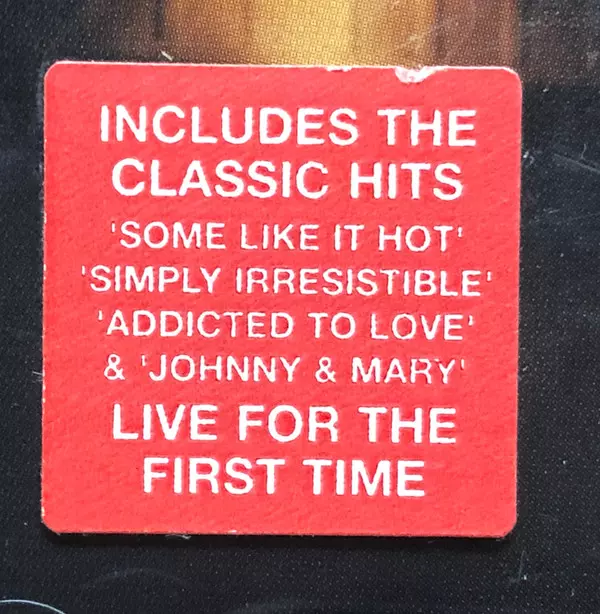 INCLUDES THE
CLASSIC HITS
'SOME LIKE IT HOT'
'SIMPLY IRRESISTIBLE'
'ADDICTED TO LOVE'
& 'JOHNNY & MARY'
LIVE FOR THE
FIRST TIME